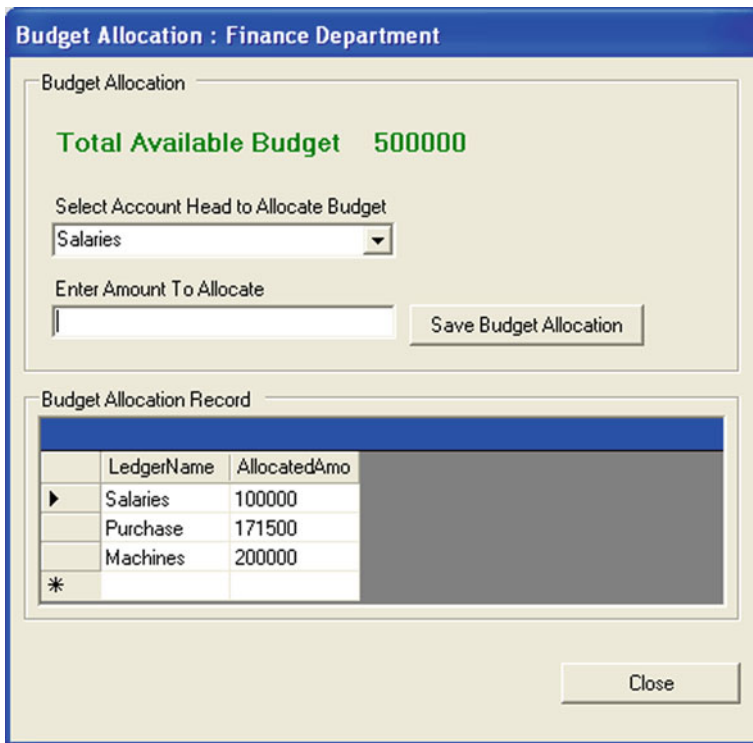 Budget Allocation : Finance Department
Budget Allocation
Total Available Budget 500000
Select Account Head to Allocate Budget
Salaries
Enter Amount To Allocate
Save Budget Allocation
Budget Allocation Record
LedgerName AllocatedAmo
Salaries 100000
Purchase 171500
Machines 200000
Close